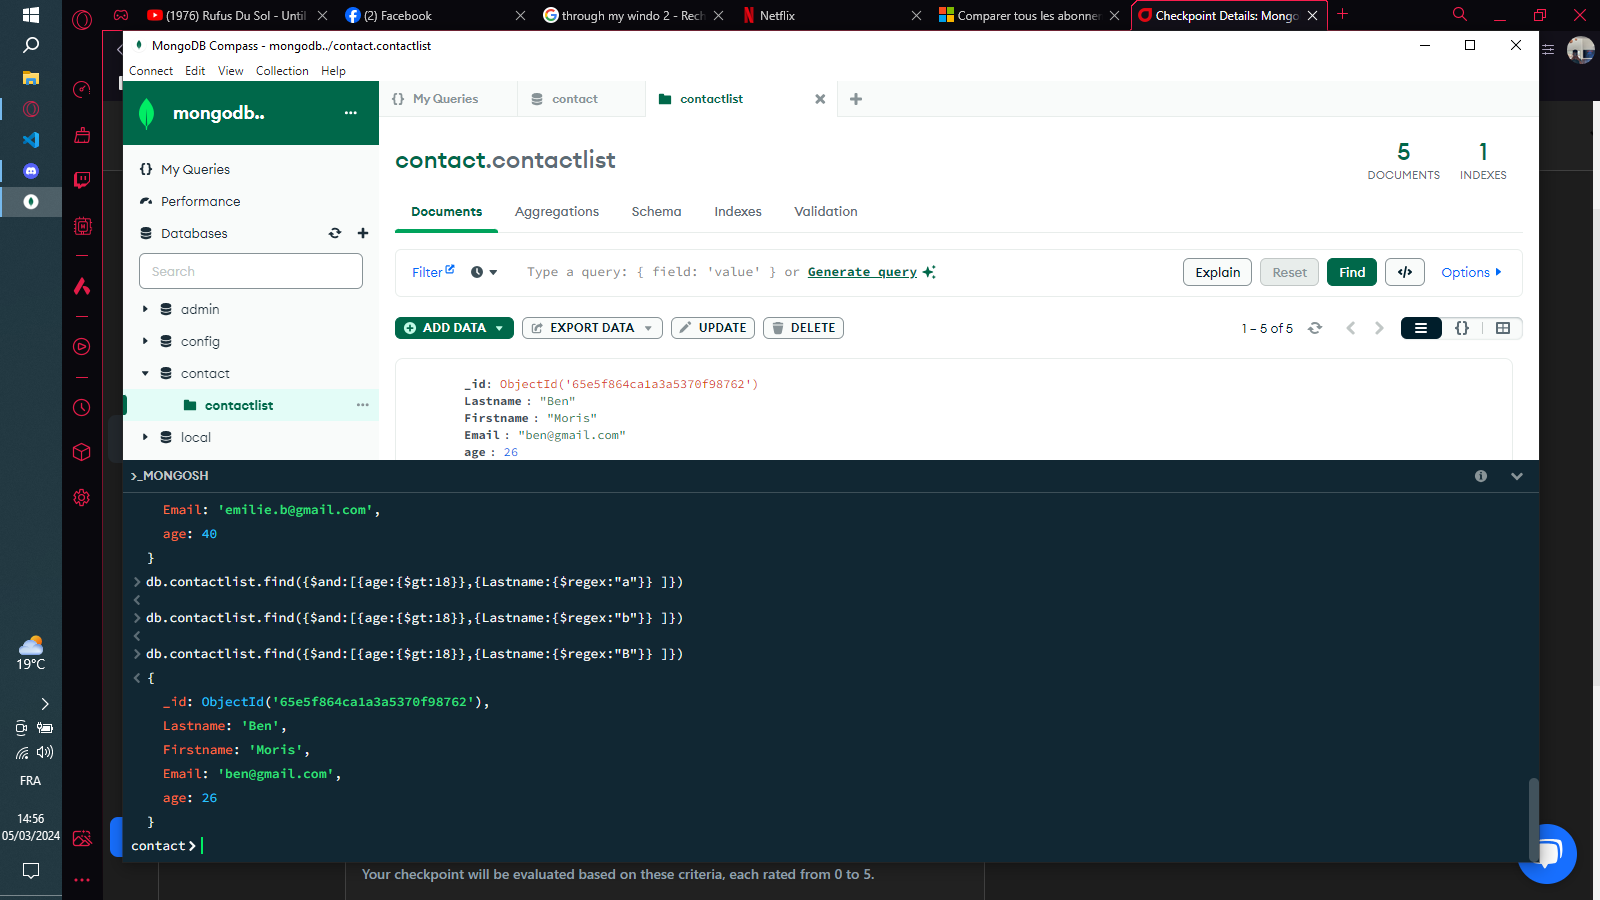 (1976) Rufus Du Sol - Until
(2) Facebook
through my windo 2 - Rech
Netflix
Comparer tous les abonner
Checkpoint Details: Mongo
MongoDB Compass - mongodb../contact.contactlist
Connect Edit View Collection Help
mongodb..
My Queries
contact
contactlist
My Queries
Performance
Databases
Search
admin
config
contact
contactlist
local
contact.contactlist
5
DOCUMENTS
1
INDEXES
Documents Aggregations Schema Indexes Validation
Filter
Type a query: { field: 'value' } or Generate query
Explain Reset Find </> Options
ADD DATA EXPORT DATA UPDATE DELETE
1 – 5 of 5
{}
_id: ObjectId('65e5f864ca1a3a5370f98762')
Lastname : "Ben"
Firstname : "Moris"
Email : "ben@gmail.com"
age : 26
>_MONGOSH
Email: 'emilie.b@gmail.com',
age: 40
}
> db.contactlist.find({$and:[{age:{$gt:18}},{Lastname:{$regex:"a"}} ]})
<
> db.contactlist.find({$and:[{age:{$gt:18}},{Lastname:{$regex:"b"}} ]})
<
> db.contactlist.find({$and:[{age:{$gt:18}},{Lastname:{$regex:"B"}} ]})
< {
_id: ObjectId('65e5f864ca1a3a5370f98762'),
Lastname: 'Ben',
Firstname: 'Moris',
Email: 'ben@gmail.com',
age: 26
}
contact>
Your checkpoint will be evaluated based on these criteria, each rated from 0 to 5.
19°C
FRA
14:56
05/03/2024